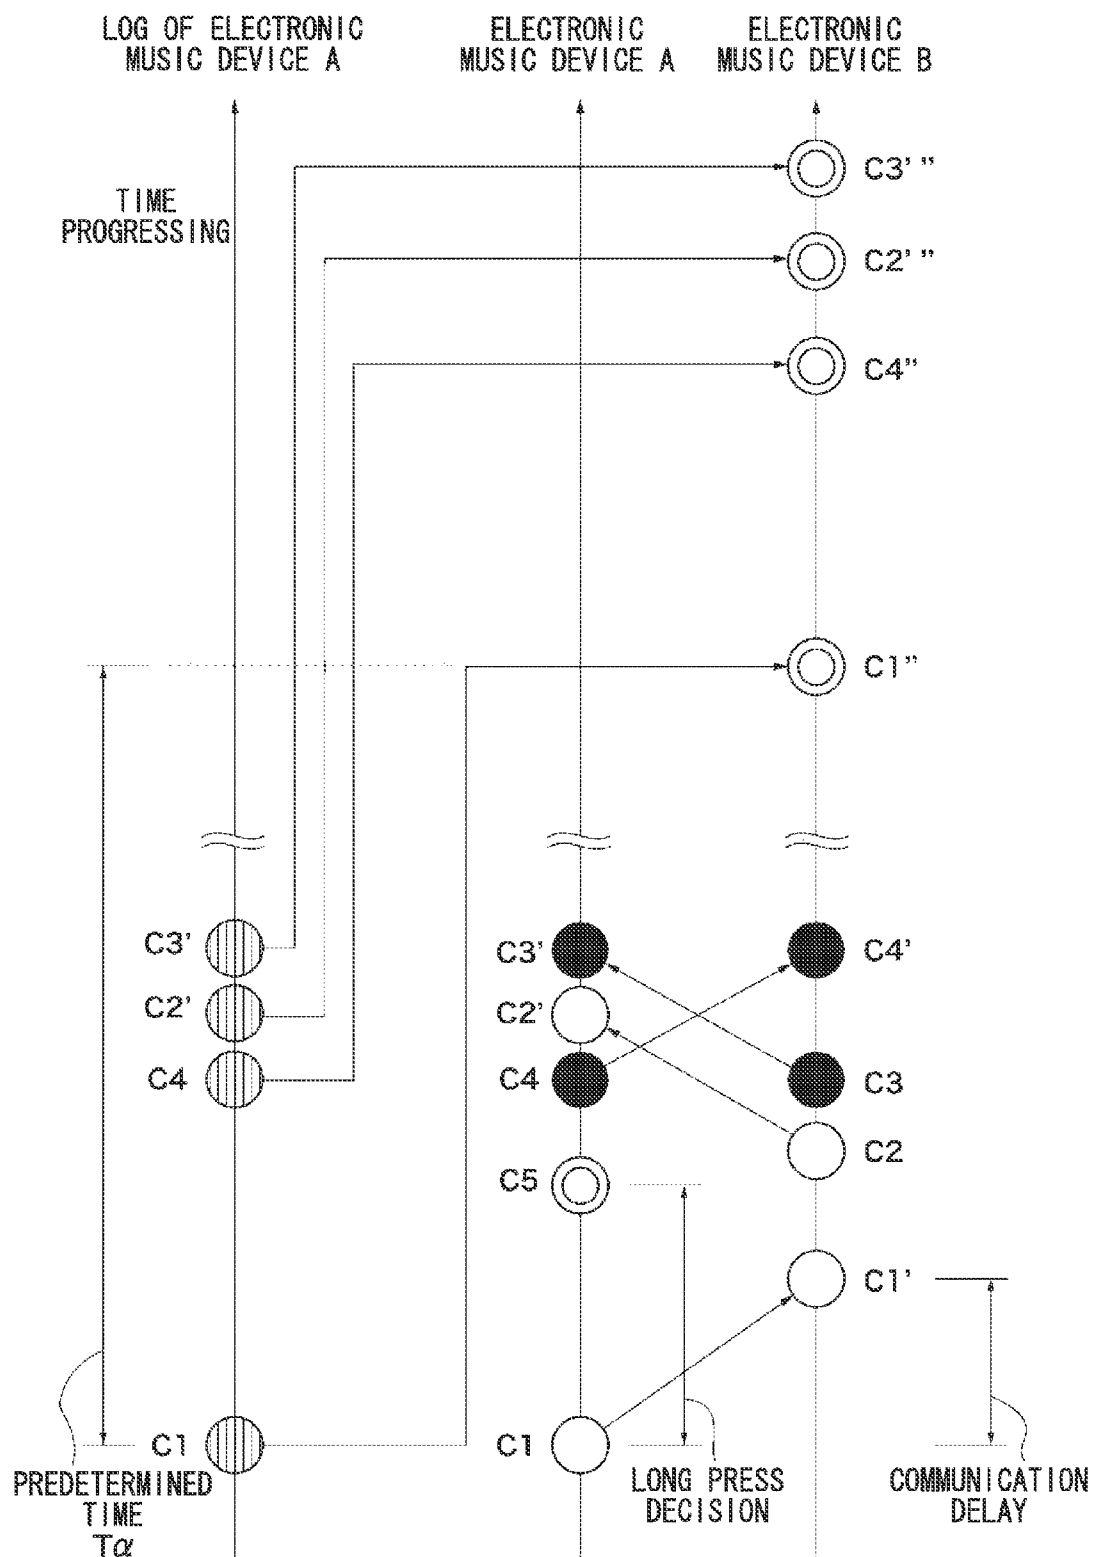 LOG OF ELECTRONIC
MUSIC DEVICE A
ELECTRONIC
MUSIC DEVICE A
ELECTRONIC
MUSIC DEVICE B
C3'"
TIME
PROGRESSING
C2'"
C4"
C1"
C3'
C3'
C4'
C2'
C2'
C4
C4
C3
C2
C5
C1'
C1
C1
PREDETERMINED
TIME
Tα
LONG PRESS
DECISION
COMMUNICATION
DELAY